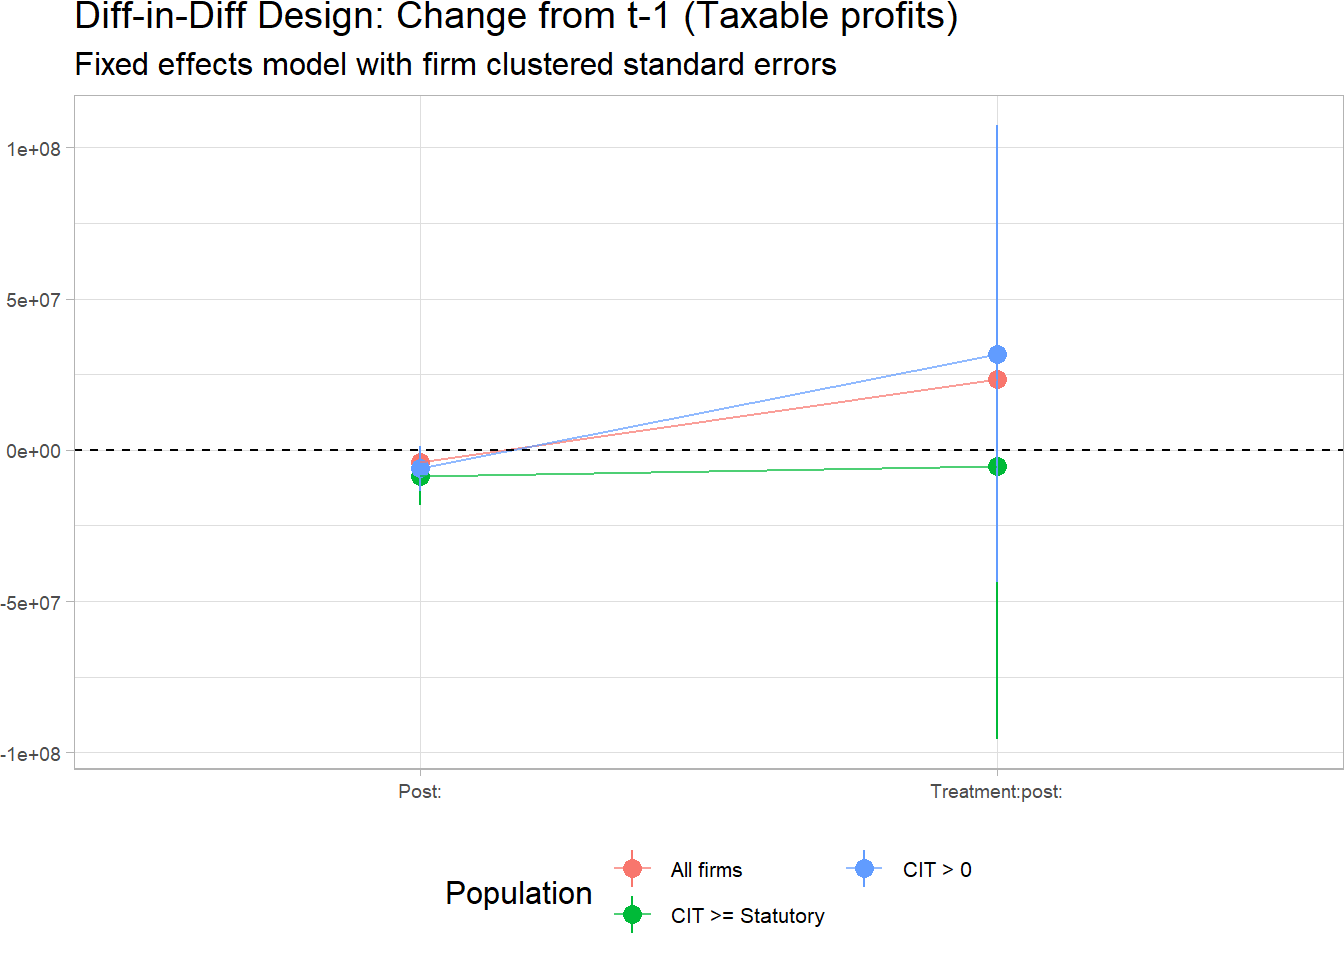 Diff-in-Diff Design: Change from t-1 (Taxable profits)
Fixed effects model with firm clustered standard errors
1e+08
5e+07
0e+00
-5e+07
-1e+08
Post:
Treatment:post:
Population
All firms
CIT > 0
CIT >= Statutory